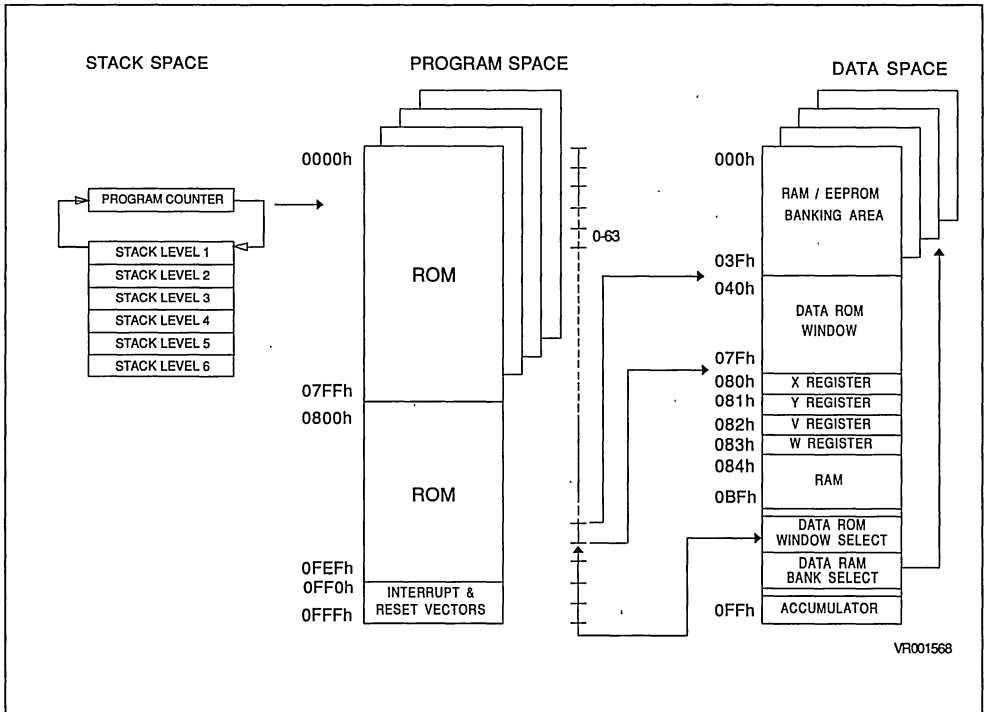 STACK SPACE
PROGRAM COUNTER
STACK LEVEL 1
STACK LEVEL 2
STACK LEVEL 3
STACK LEVEL 4
STACK LEVEL 5
STACK LEVEL 6
PROGRAM SPACE
0000h
ROM
07FFh
0800h
ROM
0FEFh
0FF0h
INTERRUPT &
RESET VECTORS
0FFFh
0-63
DATA SPACE
000h
RAM / EEPROM
BANKING AREA
03Fh
040h
DATA ROM
WINDOW
07Fh
080h
X REGISTER
081h
Y REGISTER
082h
V REGISTER
083h
W REGISTER
084h
RAM
0BFh
DATA ROM
WINDOW SELECT
DATA RAM
BANK SELECT
0FFh
ACCUMULATOR
VR001568